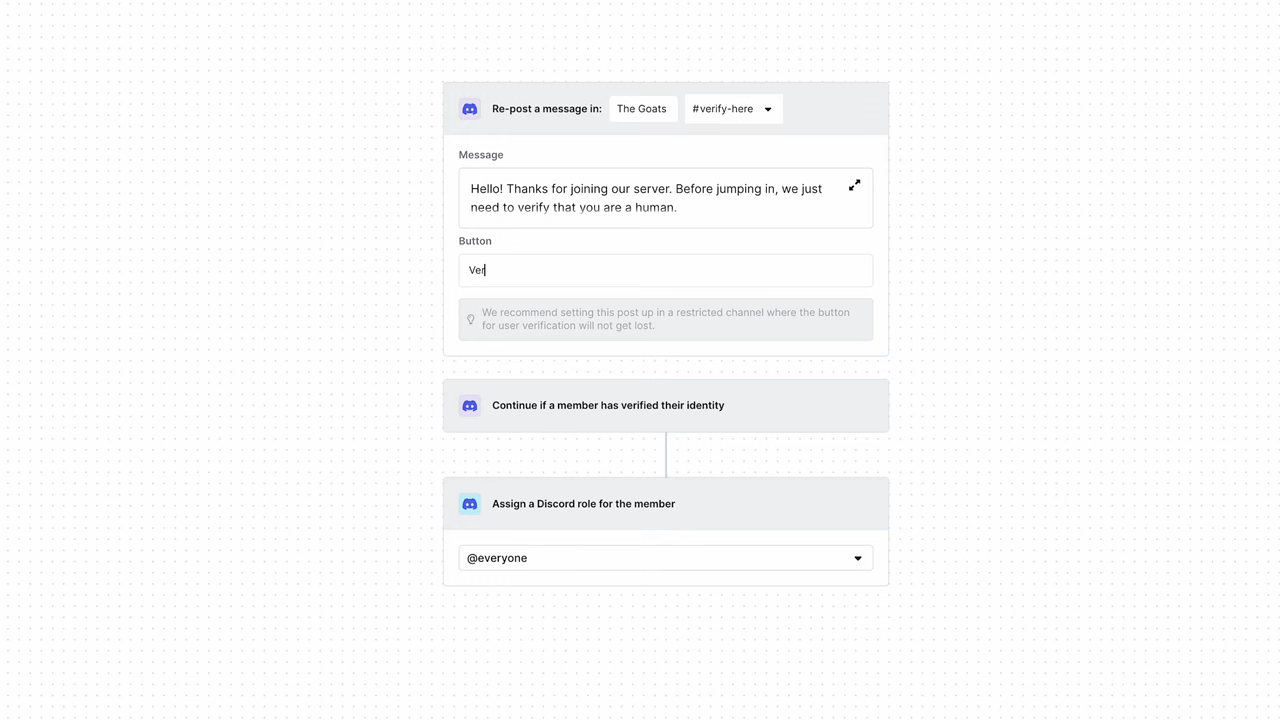 Re-post a message in: The Goats #verify-here
Message
Hello! Thanks for joining our server. Before jumping in, we just
need to verify that you are a human.
Button
Ver
We recommend setting this post up in a restricted channel where the button
for user verification will not get lost.
Continue if a member has verified their identity
Assign a Discord role for the member
@everyone